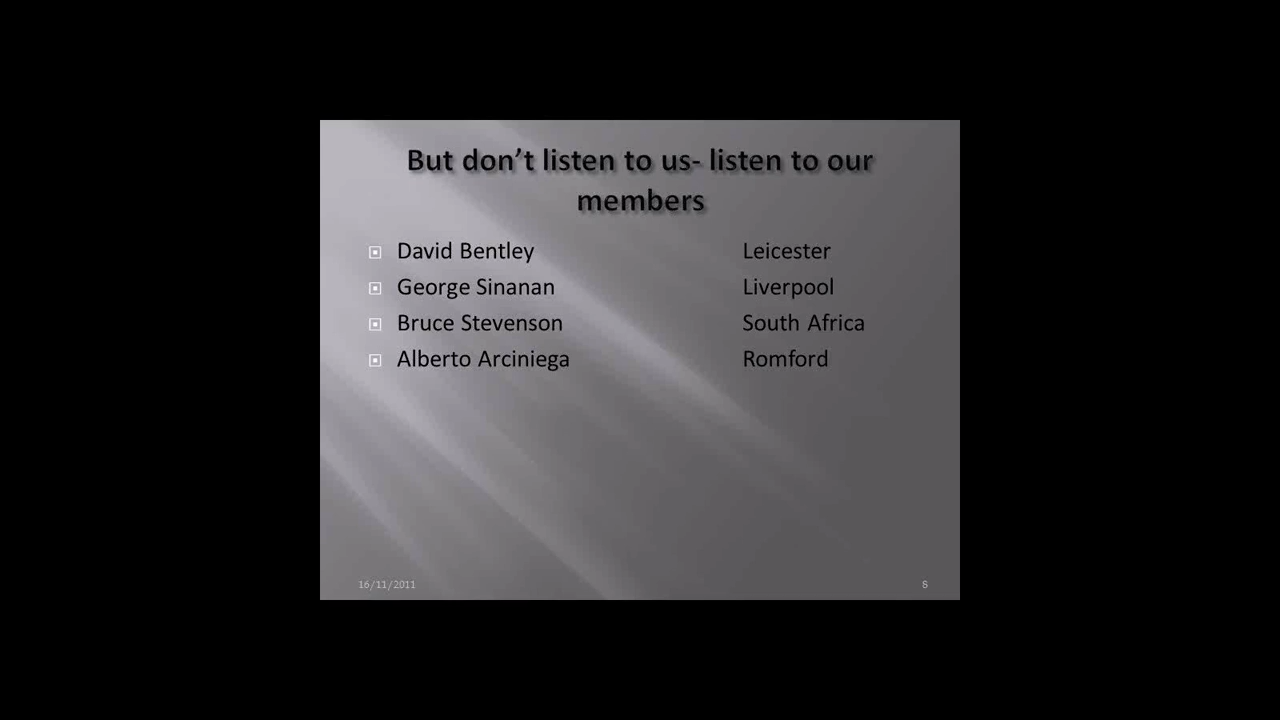 But don’t listen to us- listen to our
members
David Bentley Leicester
George Sinanan Liverpool
Bruce Stevenson South Africa
Alberto Arciniega Romford
16/11/2011 8